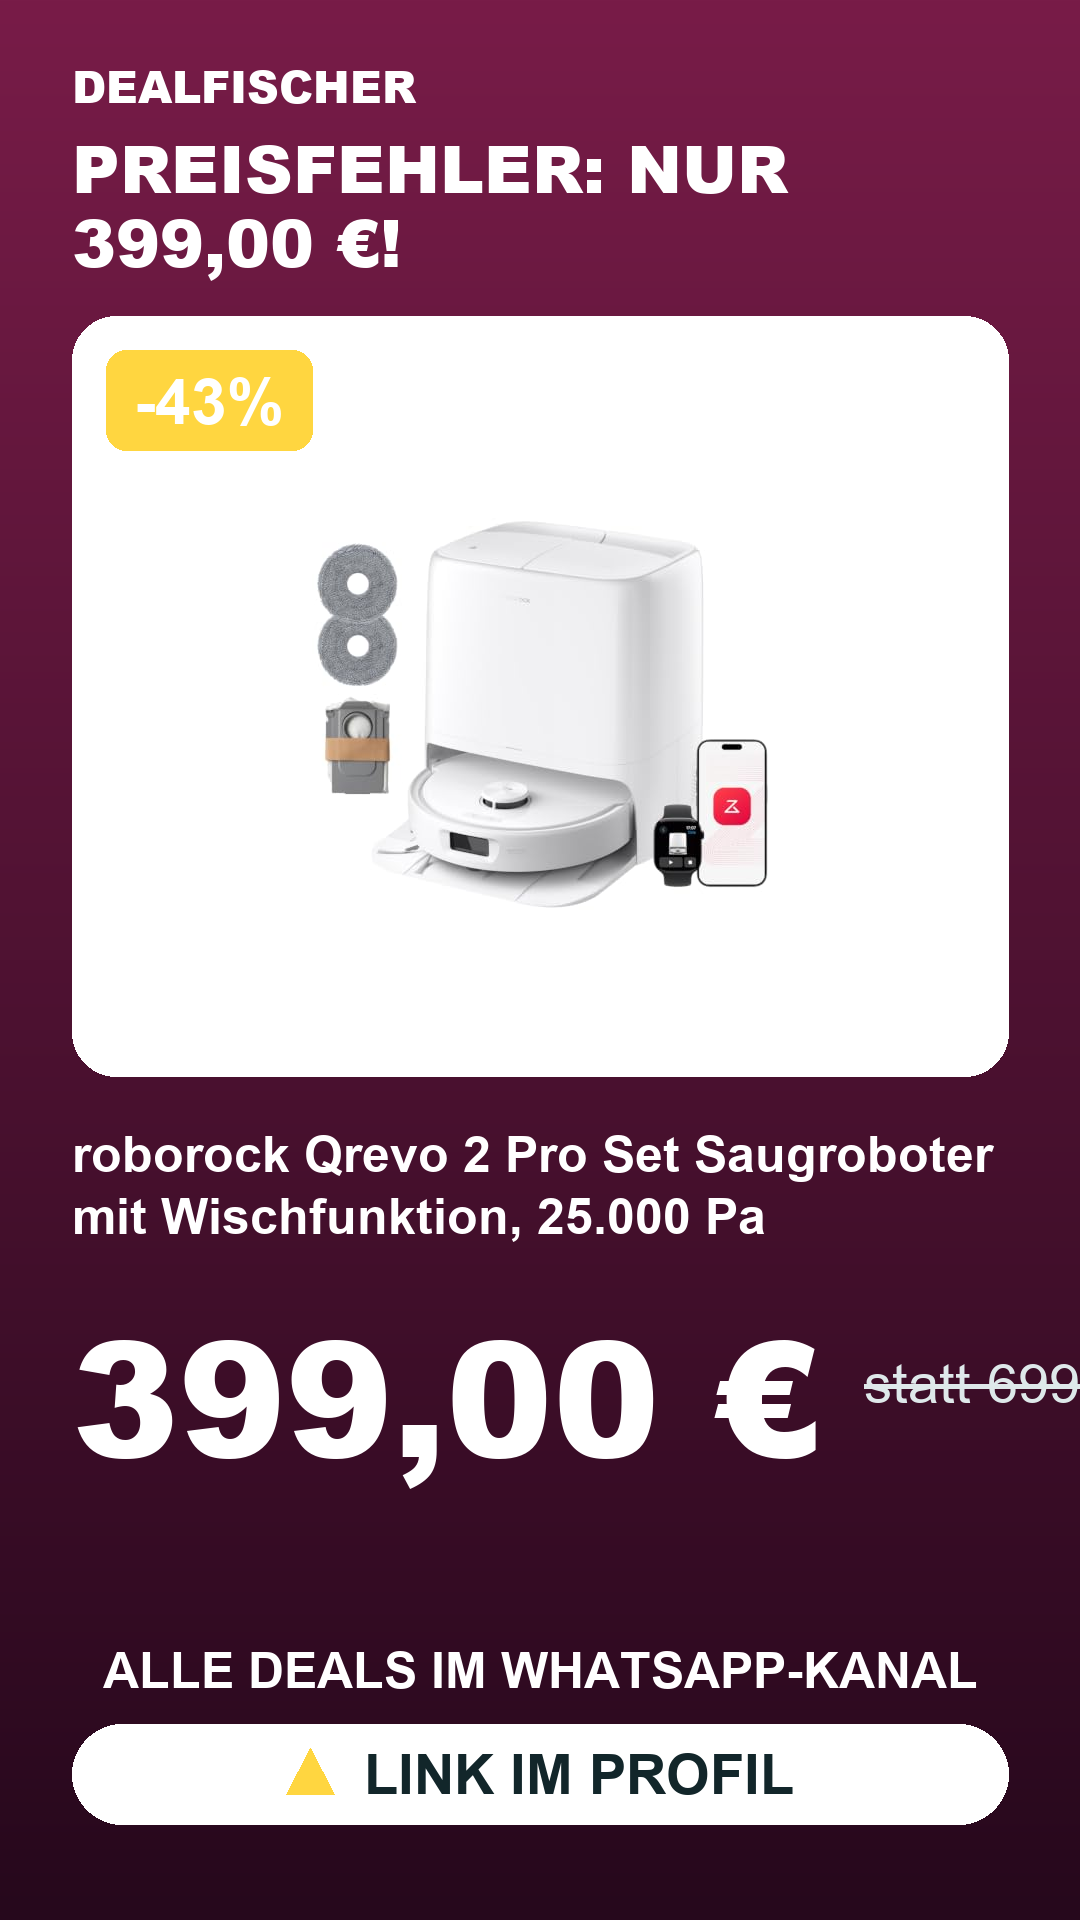 DEALFISCHER
PREISFEHLER: NUR
399,00 €!
-43%
roborock Qrevo 2 Pro Set Saugroboter
mit Wischfunktion, 25.000 Pa
399,00 €
statt 699
ALLE DEALS IM WHATSAPP-KANAL
LINK IM PROFIL